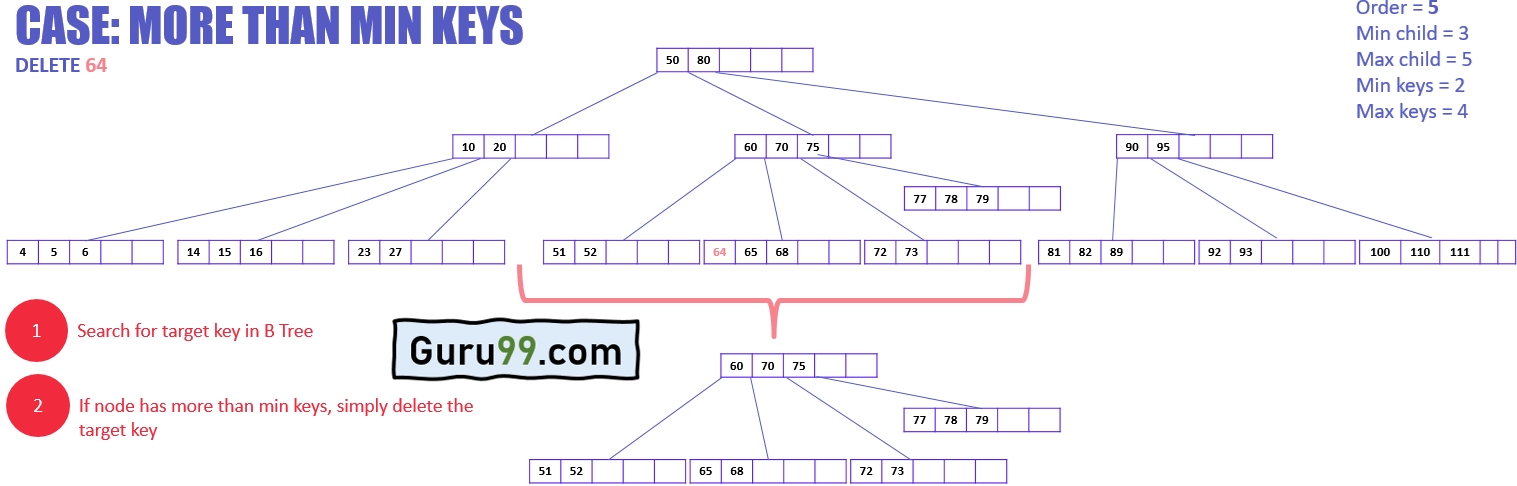 CASE: MORE THAN MIN KEYS
DELETE 64
Order = 5
Min child = 3
Max child = 5
Min keys = 2
Max keys = 4
50 80
10 20
60 70 75
90 95
77 78 79
4 5 6
14 15 16
23 27
51 52
64 65 68
72 73
81 82 89
92 93
100 110 111
1 Search for target key in B Tree
Guru99.com
2 If node has more than min keys, simply delete the
target key
60 70 75
77 78 79
51 52
65 68
72 73